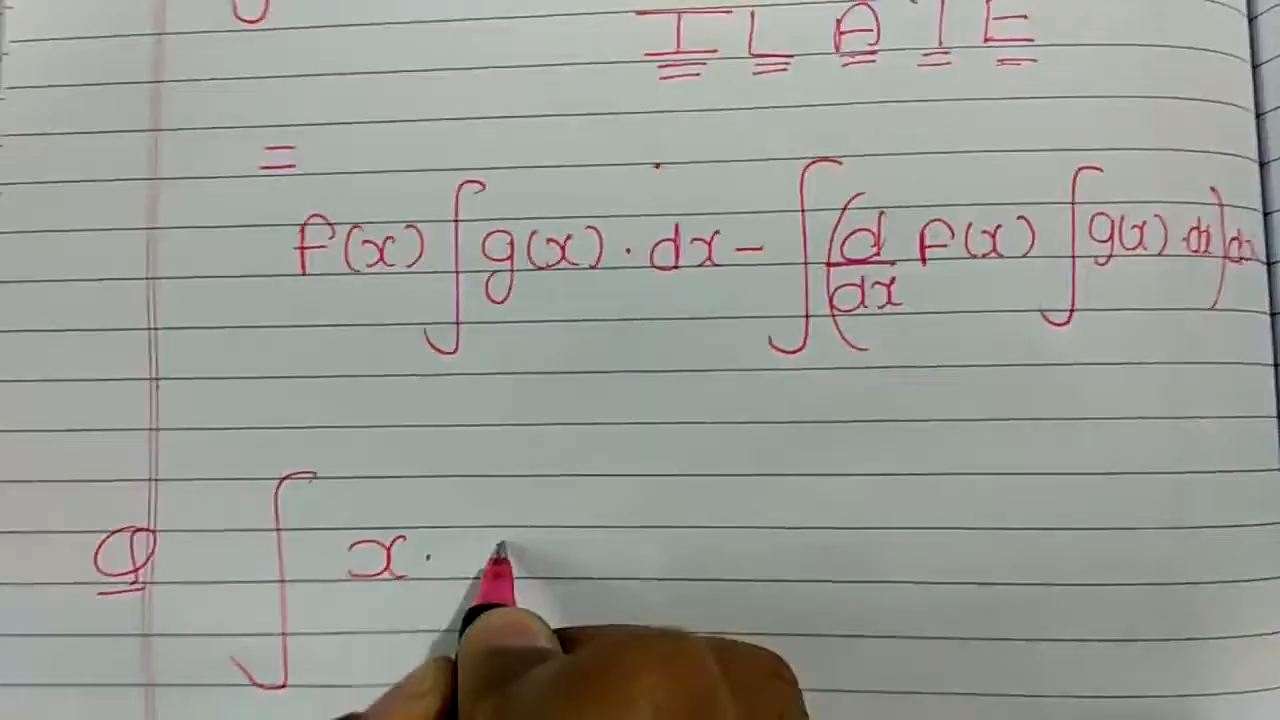 I L A T E
=
f(x) ∫ g(x) · dx - ∫ (d/dx f(x) ∫ g(x) · dx) dx
Q ∫ x ·